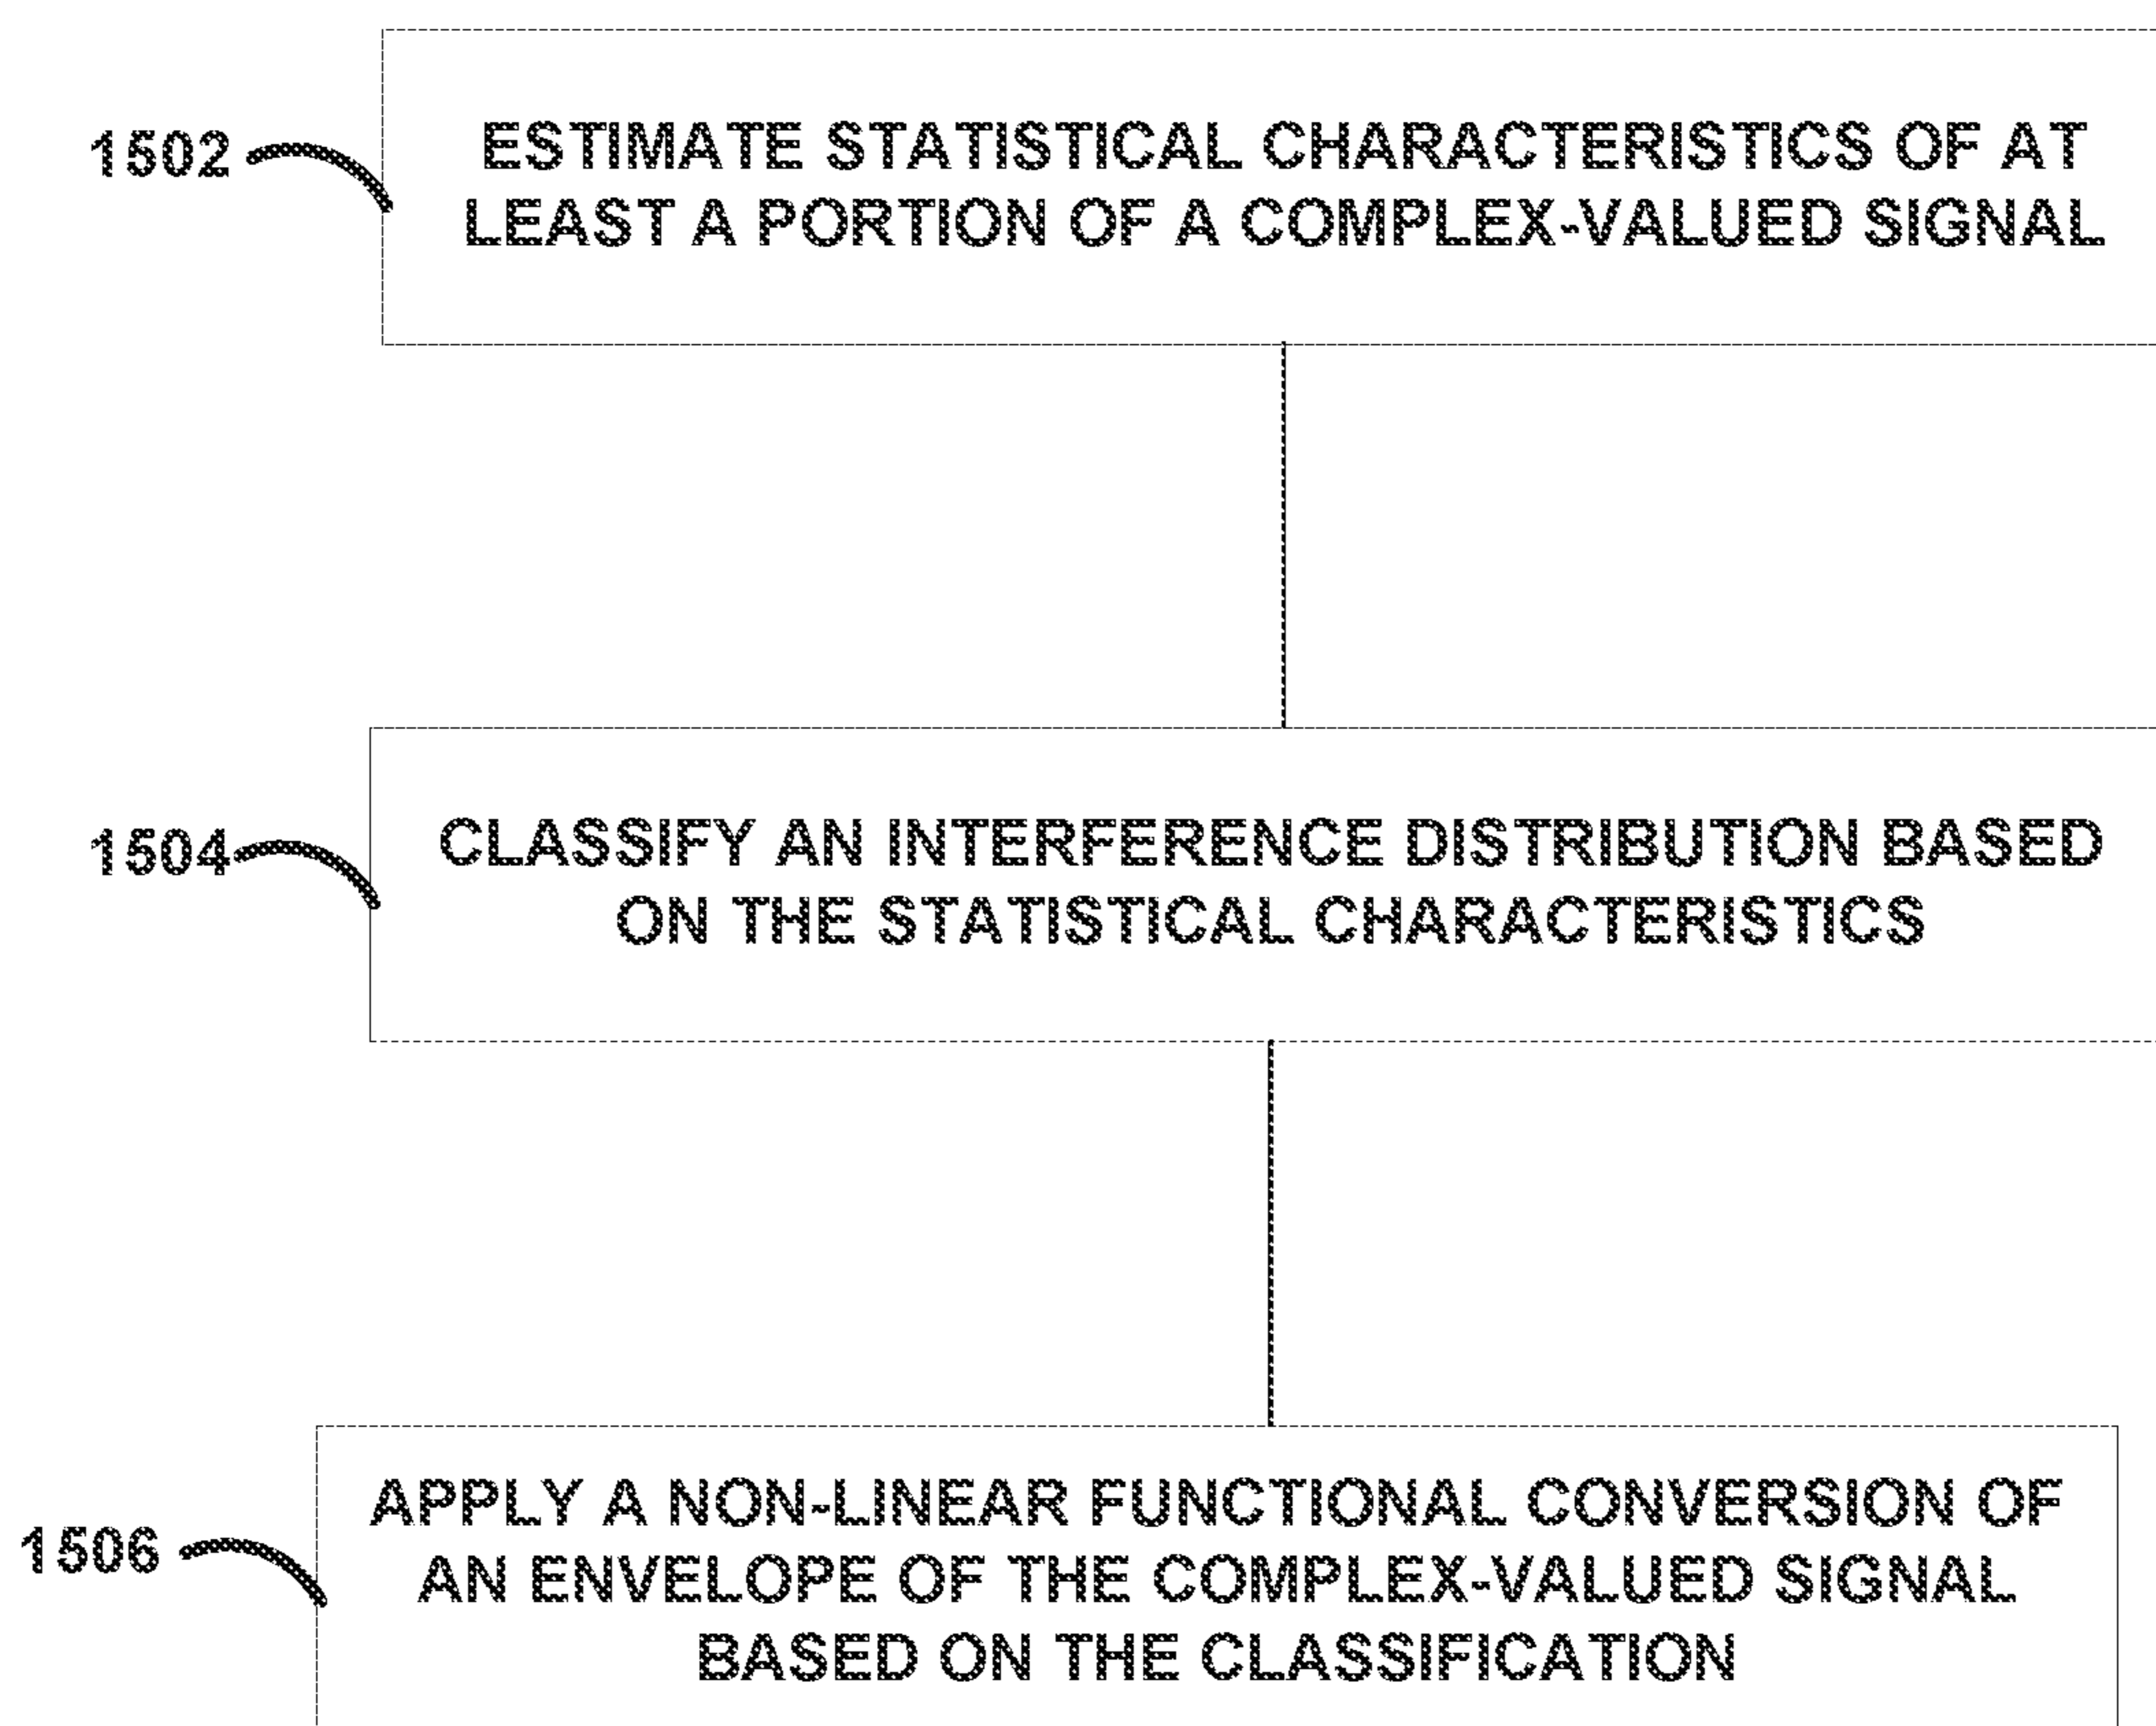 1502
ESTIMATE STATISTICAL CHARACTERISTICS OF AT
LEAST A PORTION OF A COMPLEX-VALUED SIGNAL
1504
CLASSIFY AN INTERFERENCE DISTRIBUTION BASED
ON THE STATISTICAL CHARACTERISTICS
1506
APPLY A NON-LINEAR FUNCTIONAL CONVERSION OF
AN ENVELOPE OF THE COMPLEX-VALUED SIGNAL
BASED ON THE CLASSIFICATION